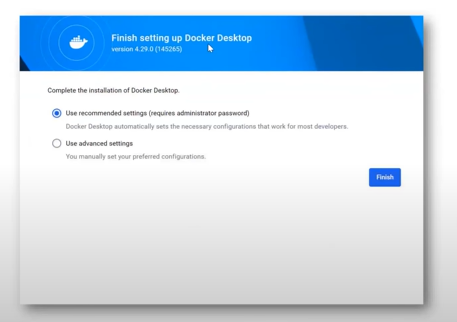 Finish setting up Docker Desktop
version 4.29.0 (145265)
Complete the installation of Docker Desktop.
Use recommended settings (requires administrator password)
Docker Desktop automatically sets the necessary configurations that work for most developers.
Use advanced settings
You manually set your preferred configurations.
Finish